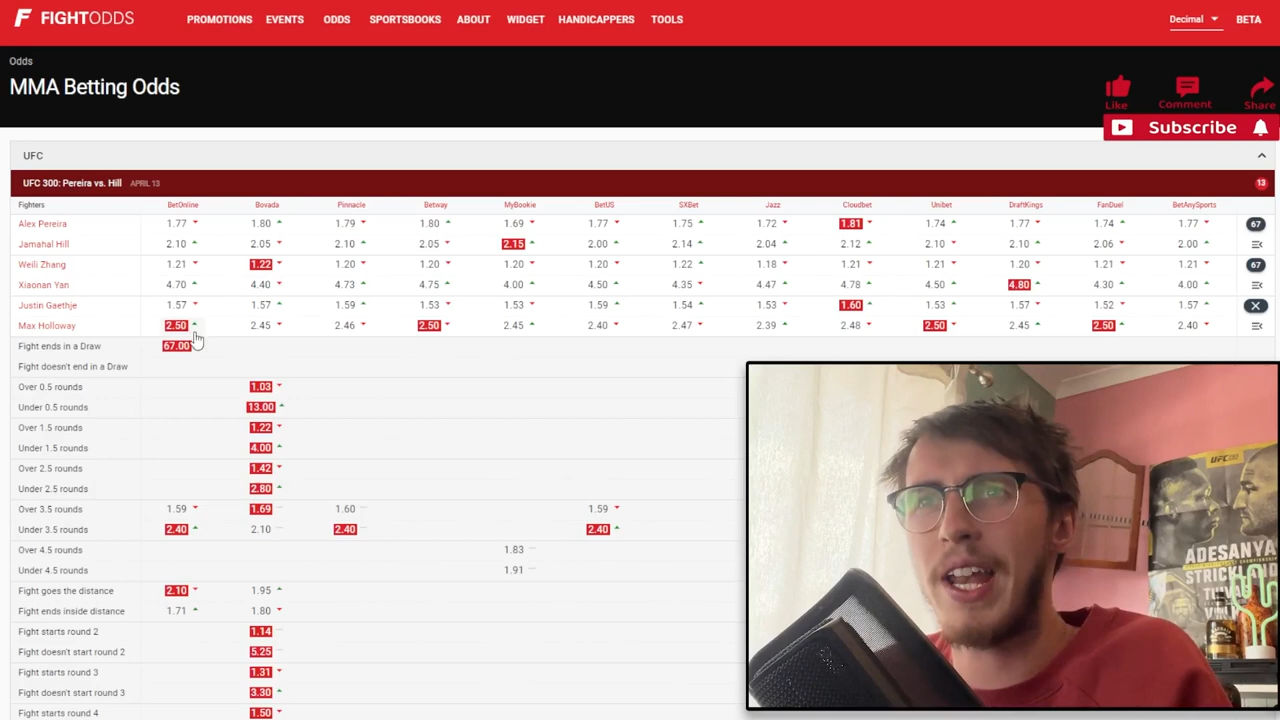 FIGHTODDS PROMOTIONS EVENTS ODDS SPORTSBOOKS ABOUT WIDGET HANDICAPPERS TOOLS Decimal BETA
Odds
MMA Betting Odds
Like Comment Share
Subscribe
UFC
UFC 300: Pereira vs. Hill APRIL 13 13
Fighters BetOnline Bovada Pinnacle Betway MyBookie BetUS SXBet Jazz Cloudbet Unibet DraftKings FanDuel BetAnySports
Alex Pereira 1.77 1.80 1.79 1.80 1.69 1.77 1.75 1.72 1.81 1.74 1.77 1.74 1.77 67
Jamahal Hill 2.10 2.05 2.10 2.05 2.15 2.00 2.14 2.04 2.12 2.10 2.10 2.06 2.00
Weili Zhang 1.21 1.22 1.20 1.20 1.20 1.20 1.22 1.18 1.21 1.21 1.20 1.21 1.21 67
Xiaonan Yan 4.70 4.40 4.73 4.75 4.00 4.50 4.35 4.47 4.78 4.50 4.80 4.30 4.00
Justin Gaethje 1.57 1.57 1.59 1.53 1.53 1.59 1.54 1.53 1.60 1.53 1.57 1.52 1.57
Max Holloway 2.50 2.45 2.46 2.50 2.45 2.40 2.47 2.39 2.48 2.50 2.45 2.50 2.40
Fight ends in a Draw 67.00
Fight doesn't end in a Draw
Over 0.5 rounds 1.03
Under 0.5 rounds 13.00
Over 1.5 rounds 1.22
Under 1.5 rounds 4.00
Over 2.5 rounds 1.42
Under 2.5 rounds 2.80
Over 3.5 rounds 1.59 1.69 1.60 1.59
Under 3.5 rounds 2.40 2.10 2.40 2.40
Over 4.5 rounds 1.83
Under 4.5 rounds 1.91
Fight goes the distance 2.10 1.95
Fight ends inside distance 1.71 1.80
Fight starts round 2 1.14
Fight doesn't start round 2 5.25
Fight starts round 3 1.31
Fight doesn't start round 3 3.30
Fight starts round 4 1.50
ADESANYA
STRICKLAND